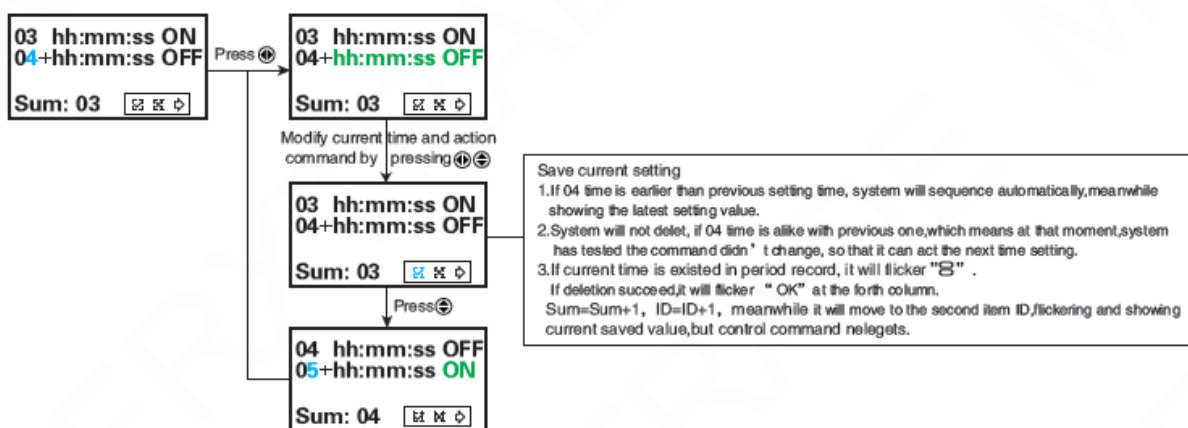 03 hh:mm:ss ON
04+hh:mm:ss OFF
Sum: 03
Press
03 hh:mm:ss ON
04+hh:mm:ss OFF
Sum: 03
Modify current time and action
command by pressing
03 hh:mm:ss ON
04+hh:mm:ss OFF
Sum: 03
Press
04 hh:mm:ss OFF
05+hh:mm:ss ON
Sum: 04
Save current setting
1.If 04 time is earlier than previous setting time, system will sequence automatically,meanwhile
showing the latest setting value.
2.System will not delet, if 04 time is alike with previous one,which means at that moment,system
has tested the command didn't change, so that it can act the next time setting.
3.If current time is existed in period record, it will flicker "8" .
If deletion succeed,it will flicker “ OK” at the forth column.
Sum=Sum+1, ID=ID+1, meanwhile it will move to the second item ID,flickering and showing
current saved value,but control command nelegets.